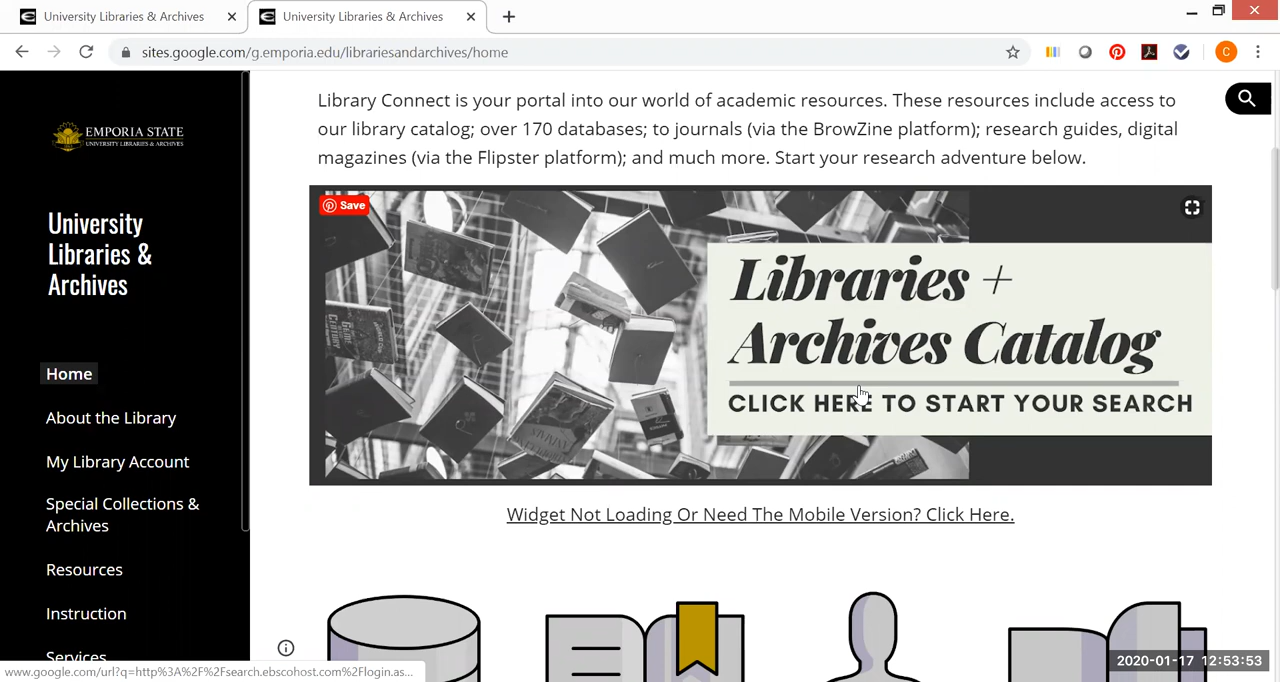 University Libraries & Archives
University Libraries & Archives
sites.google.com/g.emporia.edu/librariesandarchives/home
C
EMPORIA STATE
UNIVERSITY LIBRARIES & ARCHIVES
University
Libraries &
Archives
Home
About the Library
My Library Account
Special Collections &
Archives
Resources
Instruction
Services
Library Connect is your portal into our world of academic resources. These resources include access to
our library catalog; over 170 databases; to journals (via the BrowZine platform); research guides, digital
magazines (via the Flipster platform); and much more. Start your research adventure below.
Save
Libraries +
Archives Catalog
CLICK HERE TO START YOUR SEARCH
Widget Not Loading Or Need The Mobile Version? Click Here.
www.google.com/url?q=http%3A%2F%2Fsearch.ebscohost.com%2Flogin.as...
2020-01-17 12:53:53